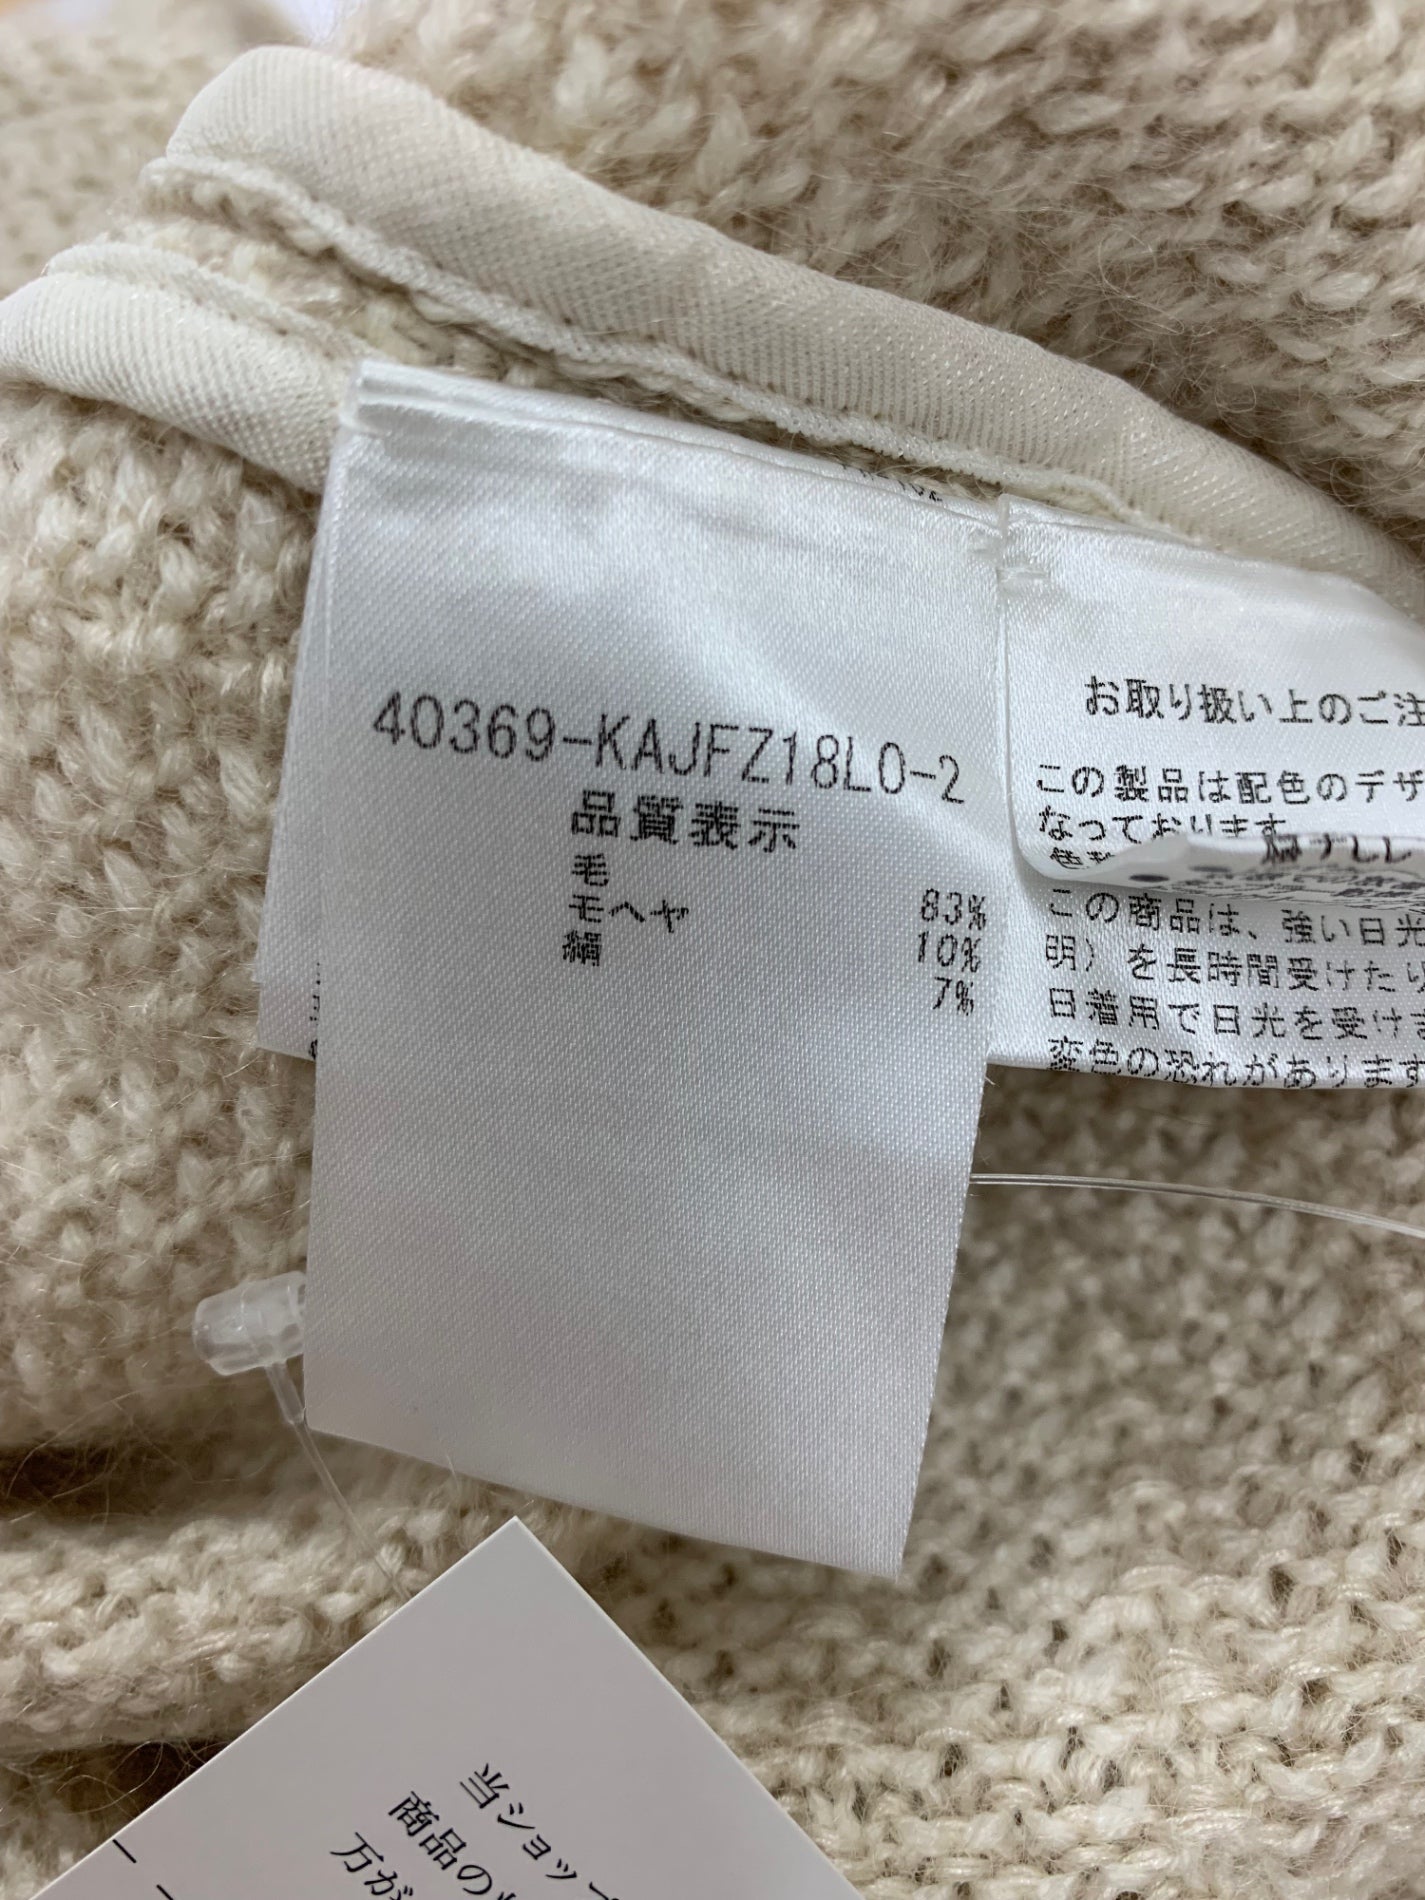 40369-KAJFZ18L0-2
品質表示
毛 83%
モヘヤ 10%
絹 7%
お取り扱い上のご注
この製品は配色のデザ
なっております
この商品は、強い日光
明）を長時間受けたり
日着用で日光を受けま
変色の恐れがあります
当ショップ
商品の
万が